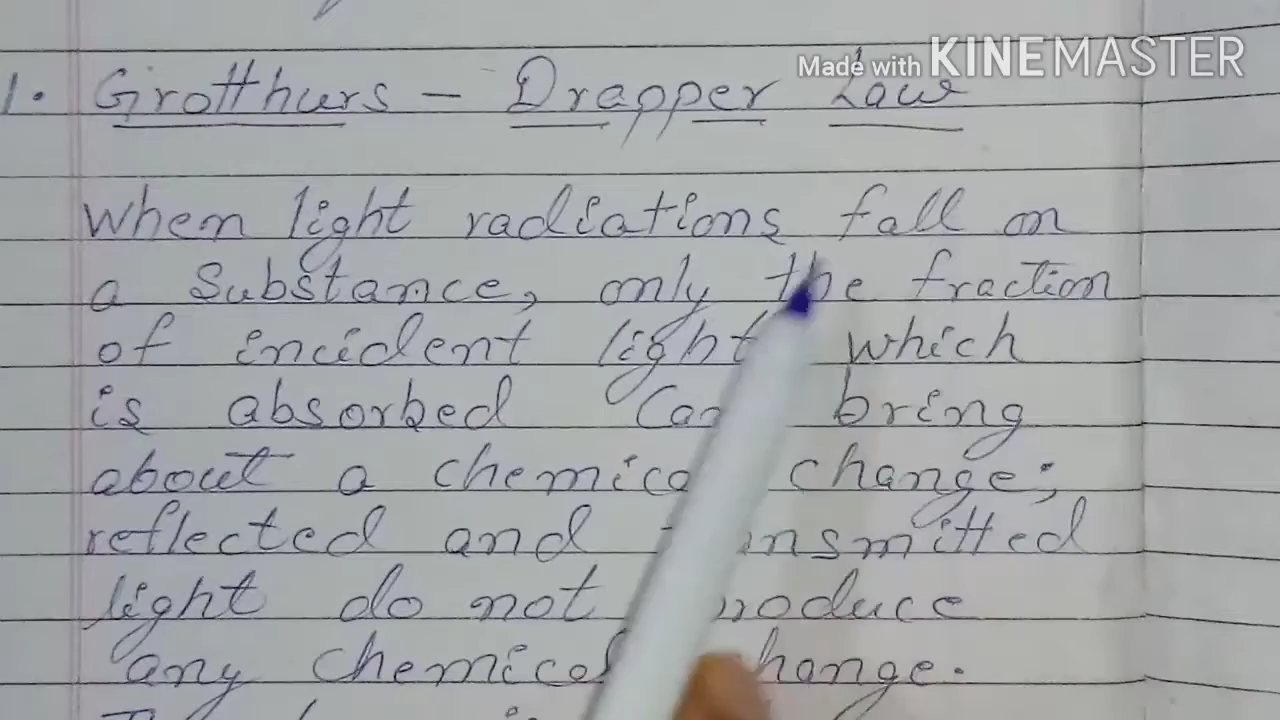 Made with KINEMASTER
1. Grotthurs - Drapper Law
When light radiations fall on
a Substance, only the fraction
of incident light which
is absorbed Can bring
about a chemical change;
reflected and transmitted
light do not produce
any chemical change.